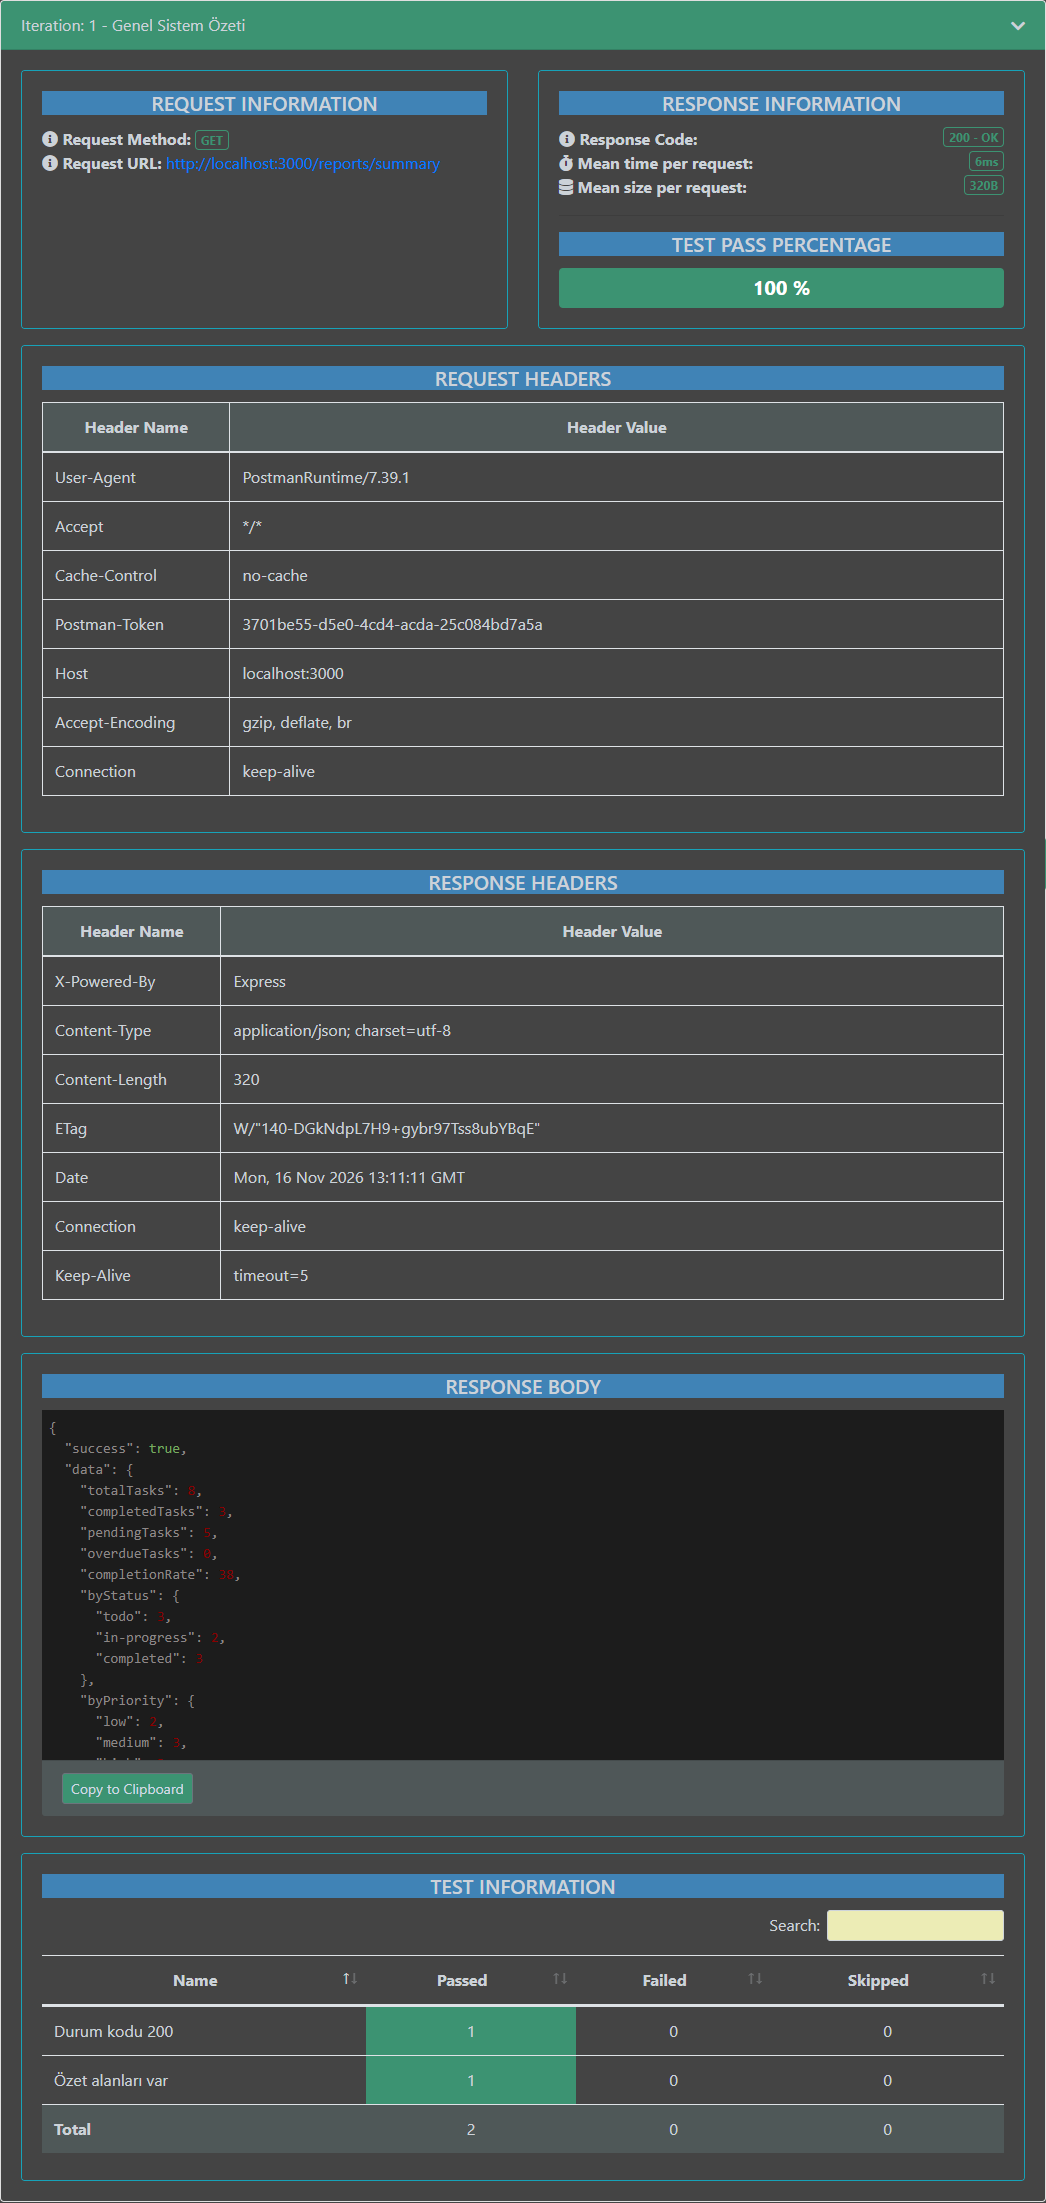 Iteration: 1 - Genel Sistem Özeti
REQUEST INFORMATION
Request Method: GET
Request URL: http://localhost:3000/reports/summary
RESPONSE INFORMATION
Response Code: 200 - OK
Mean time per request: 6ms
Mean size per request: 320B
TEST PASS PERCENTAGE
100 %
REQUEST HEADERS
Header Name Header Value
User-Agent PostmanRuntime/7.39.1
Accept */*
Cache-Control no-cache
Postman-Token 3701be55-d5e0-4cd4-acda-25c084bd7a5a
Host localhost:3000
Accept-Encoding gzip, deflate, br
Connection keep-alive
RESPONSE HEADERS
Header Name Header Value
X-Powered-By Express
Content-Type application/json; charset=utf-8
Content-Length 320
ETag W/"140-DGkNdpL7H9+gybr97Tss8ubYBqE"
Date Mon, 16 Nov 2026 13:11:11 GMT
Connection keep-alive
Keep-Alive timeout=5
RESPONSE BODY
{
"success": true,
"data": {
"totalTasks": 8,
"completedTasks": 3,
"pendingTasks": 5,
"overdueTasks": 0,
"completionRate": 38,
"byStatus": {
"todo": 3,
"in-progress": 2,
"completed": 3
},
"byPriority": {
"low": 2,
"medium": 3,
Copy to Clipboard
TEST INFORMATION
Search:
Name Passed Failed Skipped
Durum kodu 200 1 0 0
Özet alanları var 1 0 0
Total 2 0 0